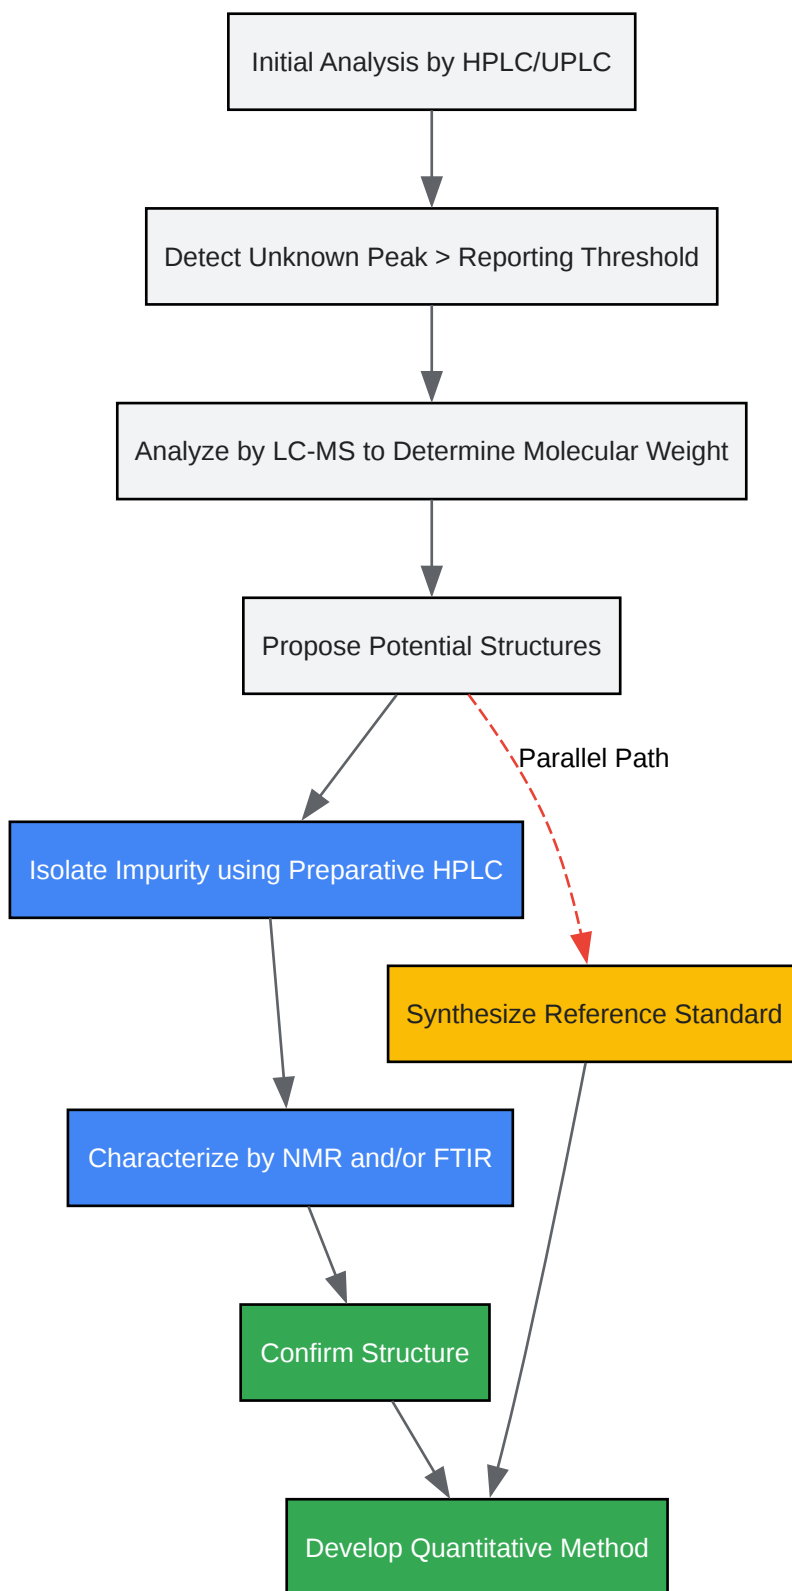 Initial Analysis by HPLC/UPLC
Detect Unknown Peak > Reporting Threshold
Analyze by LC-MS to Determine Molecular Weight
Propose Potential Structures
Parallel Path
Isolate Impurity using Preparative HPLC
Synthesize Reference Standard
Characterize by NMR and/or FTIR
Confirm Structure
Develop Quantitative Method